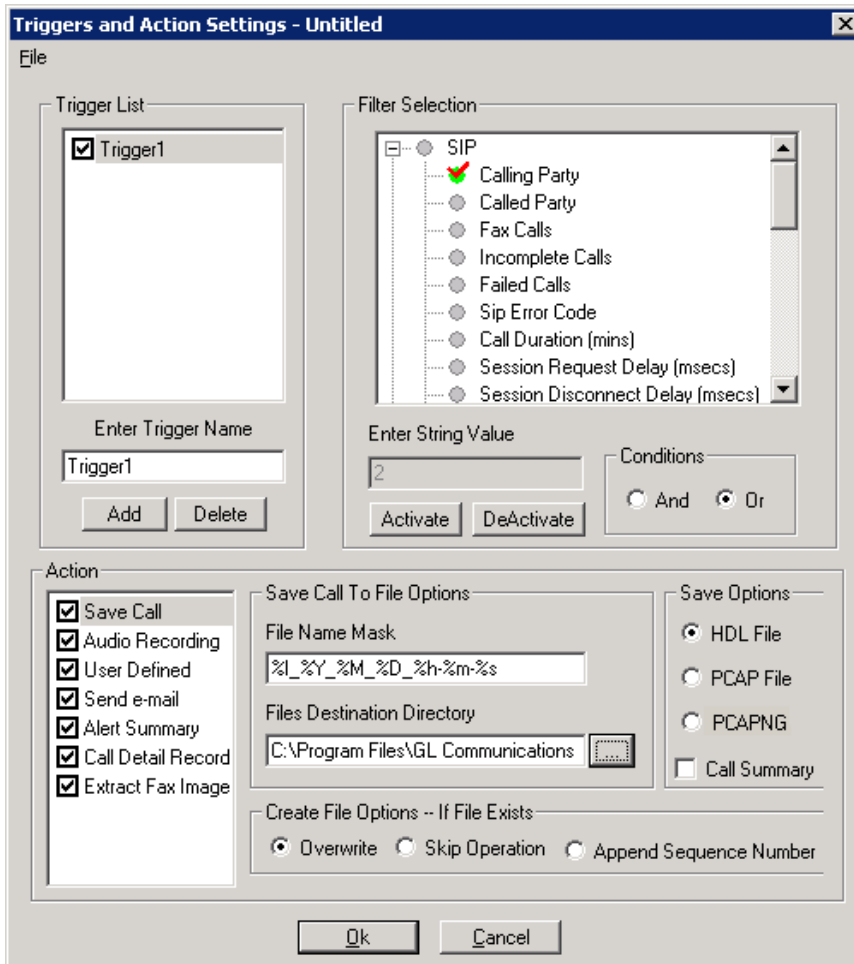 Triggers and Action Settings - Untitled
File
Trigger List
Trigger1
Enter Trigger Name
Trigger1
Add
Delete
Filter Selection
SIP
Calling Party
Called Party
Fax Calls
Incomplete Calls
Failed Calls
Sip Error Code
Call Duration (mins)
Session Request Delay (msecs)
Session Disconnect Delay (msecs)
Enter String Value
2
Activate
DeActivate
Conditions
And
Or
Action
Save Call
Audio Recording
User Defined
Send e-mail
Alert Summary
Call Detail Record
Extract Fax Image
Save Call To File Options
File Name Mask
%I_%Y_%M_%D_%h-%m-%s
Files Destination Directory
C:\Program Files\GL Communications
....
Save Options
HDL File
PCAP File
PCAPNG
Call Summary
Create File Options -- If File Exists
Overwrite
Skip Operation
Append Sequence Number
Ok
Cancel